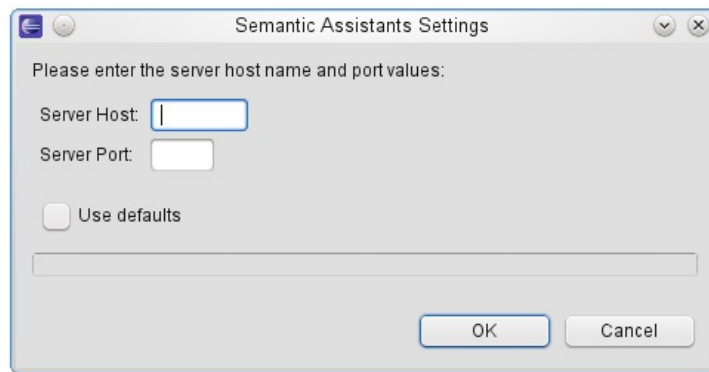 Semantic Assistants Settings
Please enter the server host name and port values:
Server Host:
Server Port:
Use defaults
OK Cancel